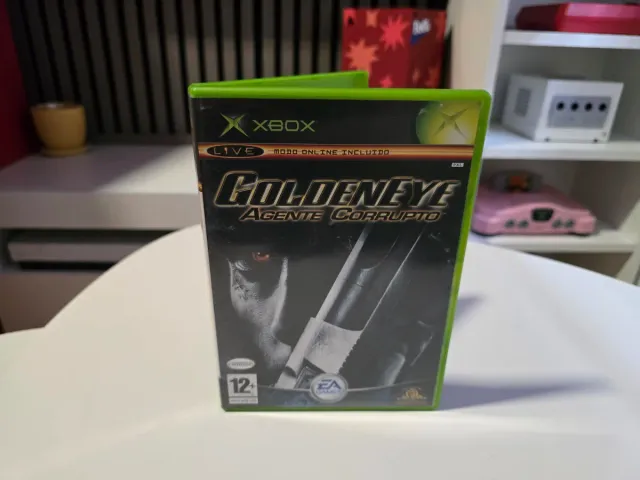 XBOX
LIVE MODO ONLINE INCLUIDO
GOLDENEYE
AGENTE CORRUPTO
12+
EA